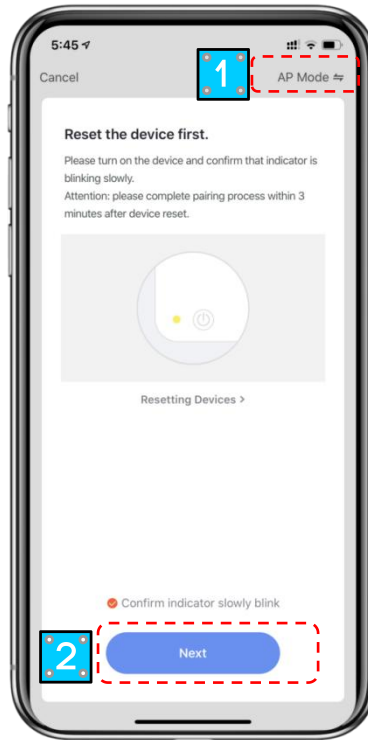 5:45
Cancel
1
AP Mode ⇋
Reset the device first.
Please turn on the device and confirm that indicator is
blinking slowly.
Attention: please complete pairing process within 3
minutes after device reset.
Resetting Devices >
Confirm indicator slowly blink
2
Next